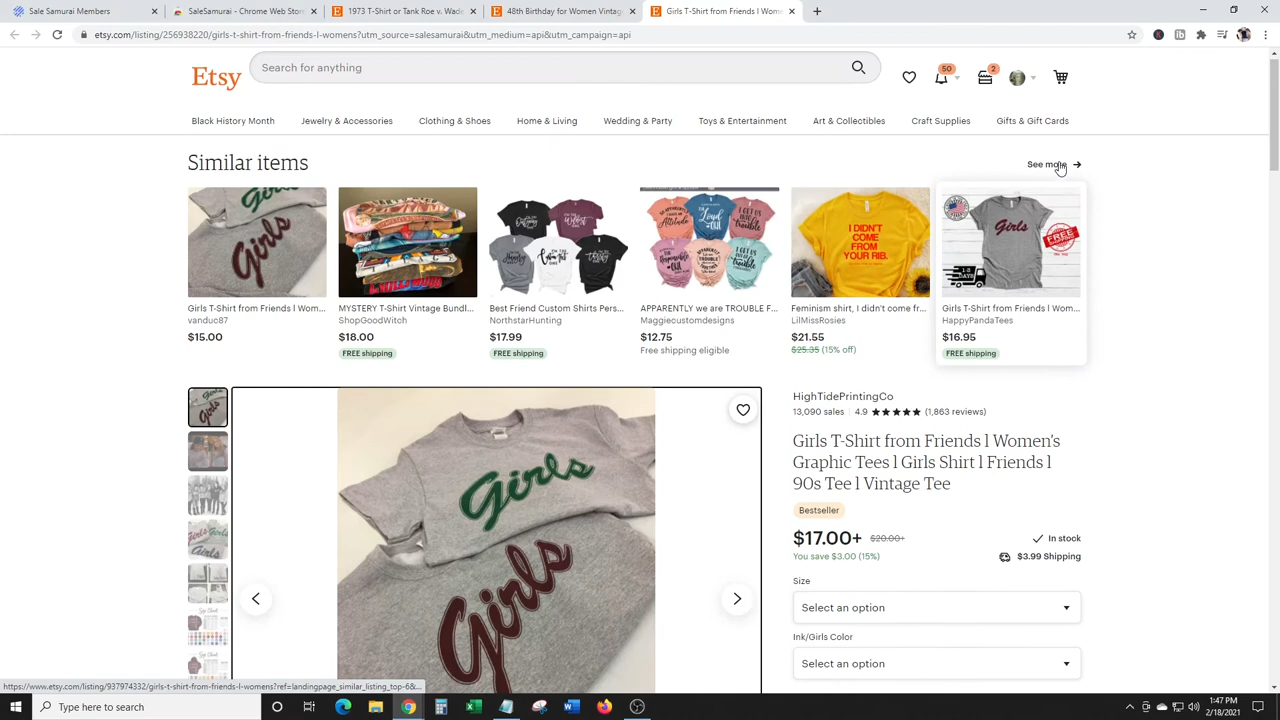 Sale Samurai Members
SaleSamurai - Chrome Web Store
1973 T-Shirt or Tank Roe v. Wade
48th Birthday for Women Vintage
Girls T-Shirt from Friends l Wom
etsy.com/listing/256938220/girls-t-shirt-from-friends-l-womens?utm_source=salesamurai&utm_medium=api&utm_campaign=api
Etsy
Search for anything
50
2
Black History Month
Jewelry & Accessories
Clothing & Shoes
Home & Living
Wedding & Party
Toys & Entertainment
Art & Collectibles
Craft Supplies
Gifts & Gift Cards
Similar items
See more
Girls
I DIDN'T
COME
FROM
YOUR RIB.
Girls
FREE
1-3
DAYS
Girls T-Shirt from Friends l Wom...
vanduc87
$15.00
MYSTERY T-Shirt Vintage Bundl...
ShopGoodWitch
$18.00
FREE shipping
Best Friend Custom Shirts Pers...
NorthstarHunting
$17.99
FREE shipping
APPARENTLY we are TROUBLE F...
Maggiecustomdesigns
$12.75
Free shipping eligible
Feminism shirt, I didn't come fr...
LilMissRosies
$21.55
$25.35 (15% off)
Girls T-Shirt from Friends l Wom...
HappyPandaTees
$16.95
FREE shipping
Girls
Girls
HighTidePrintingCo
13,090 sales
4.9 ★★★★★ (1,863 reviews)
Girls T-Shirt from Friends l Women's
Graphic Tees l Girls Shirt l Friends l
90s Tee l Vintage Tee
Bestseller
$17.00+ $20.00+
In stock
You save $3.00 (15%)
$3.99 Shipping
Size
Select an option
Ink/Girls Color
Select an option
https://www.etsy.com/listing/937974332/girls-t-shirt-from-friends-l-womens?ref=landingpage_similar_listing_top-6&...
Type here to search
1:47 PM
2/18/2021